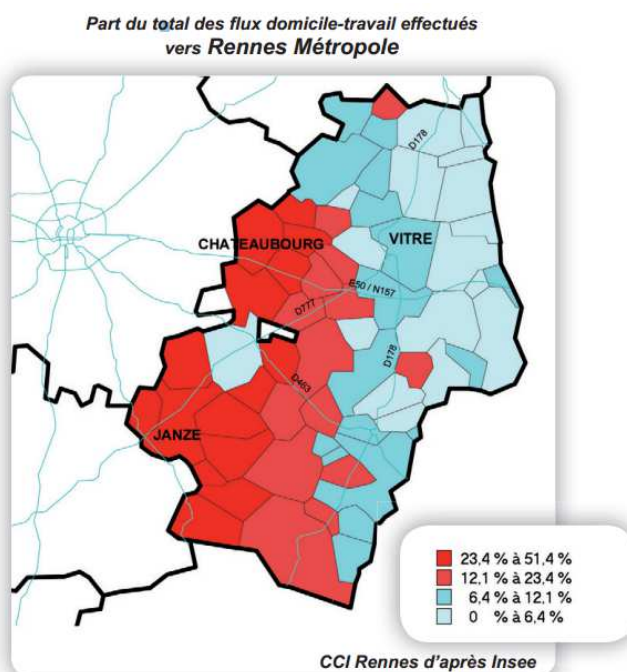 Part du total des flux domicile-travail effectués
vers Rennes Métropole
D178
CHATEAUBOURG
VITRE
E50 / N157
D777
D178
D463
JANZE
23,4 % à 51,4 %
12,1 % à 23,4 %
6,4 % à 12,1 %
0 % à 6,4 %
CCI Rennes d'après Insee